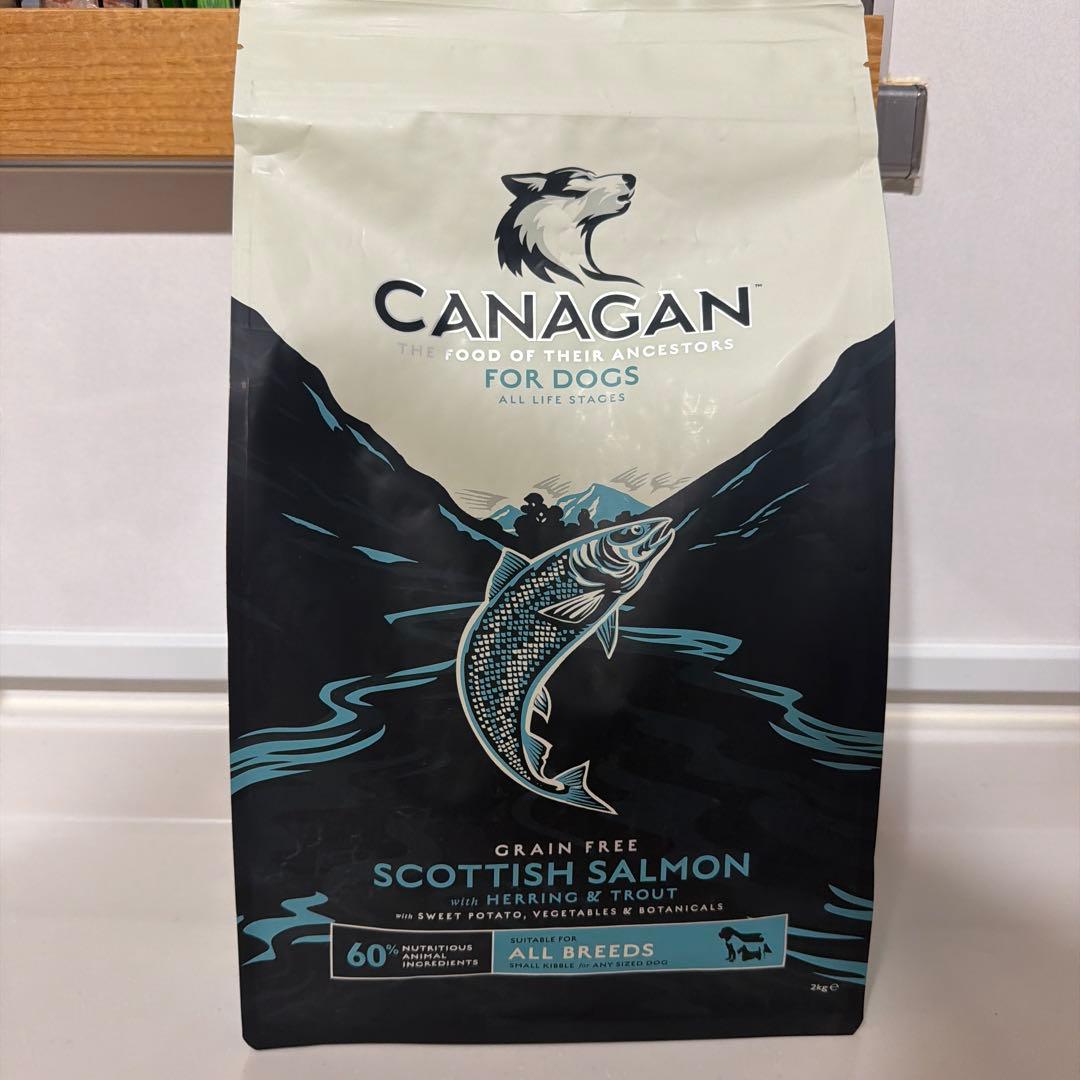 CANAGAN™
THE FOOD OF THEIR ANCESTORS
FOR DOGS
ALL LIFE STAGES
GRAIN FREE
SCOTTISH SALMON
with HERRING & TROUT
with SWEET POTATO, VEGETABLES & BOTANICALS
60% NUTRITIOUS
ANIMAL
INGREDIENTS
SUITABLE FOR
ALL BREEDS
SMALL KIBBLE for ANY SIZED DOG
2kg ℮